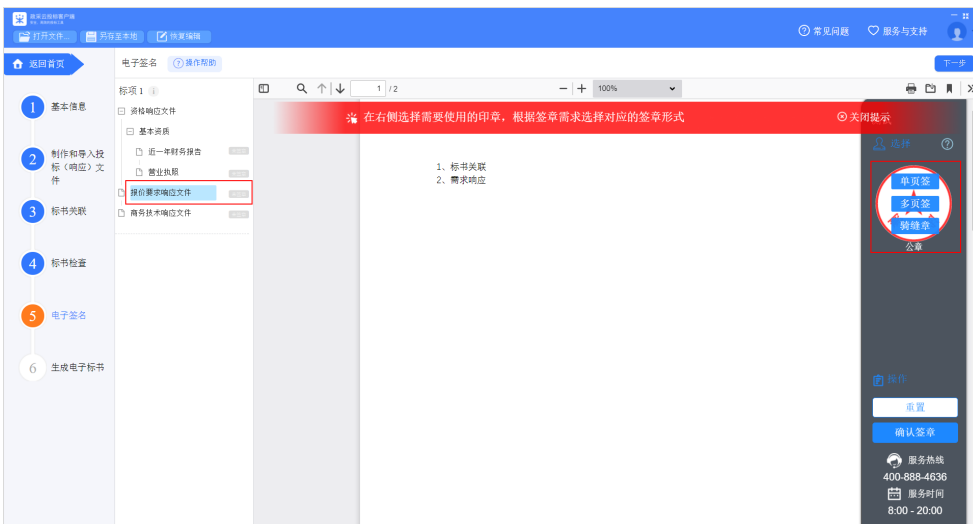 政采云投标客户端
打开文件...
另存至本地
恢复编辑
常见问题
服务与支持
返回首页
电子签名
操作帮助
下一步
1 基本信息
2 制作和导入投
标（响应）文
件
3 标书关联
4 标书检查
5 电子签名
6 生成电子标书
标项 1
资格响应文件
基本资质
近一年财务报告
营业执照
报价要求响应文件
商务技术响应文件
1 /2
100%
在右侧选择需要使用的印章，根据签章需求选择对应的签章形式
关闭提示
1、标书关联
2、需求响应
选择
单页签
多页签
骑缝章
公章
操作
重置
确认签章
服务热线
400-888-4636
服务时间
8:00 - 20:00